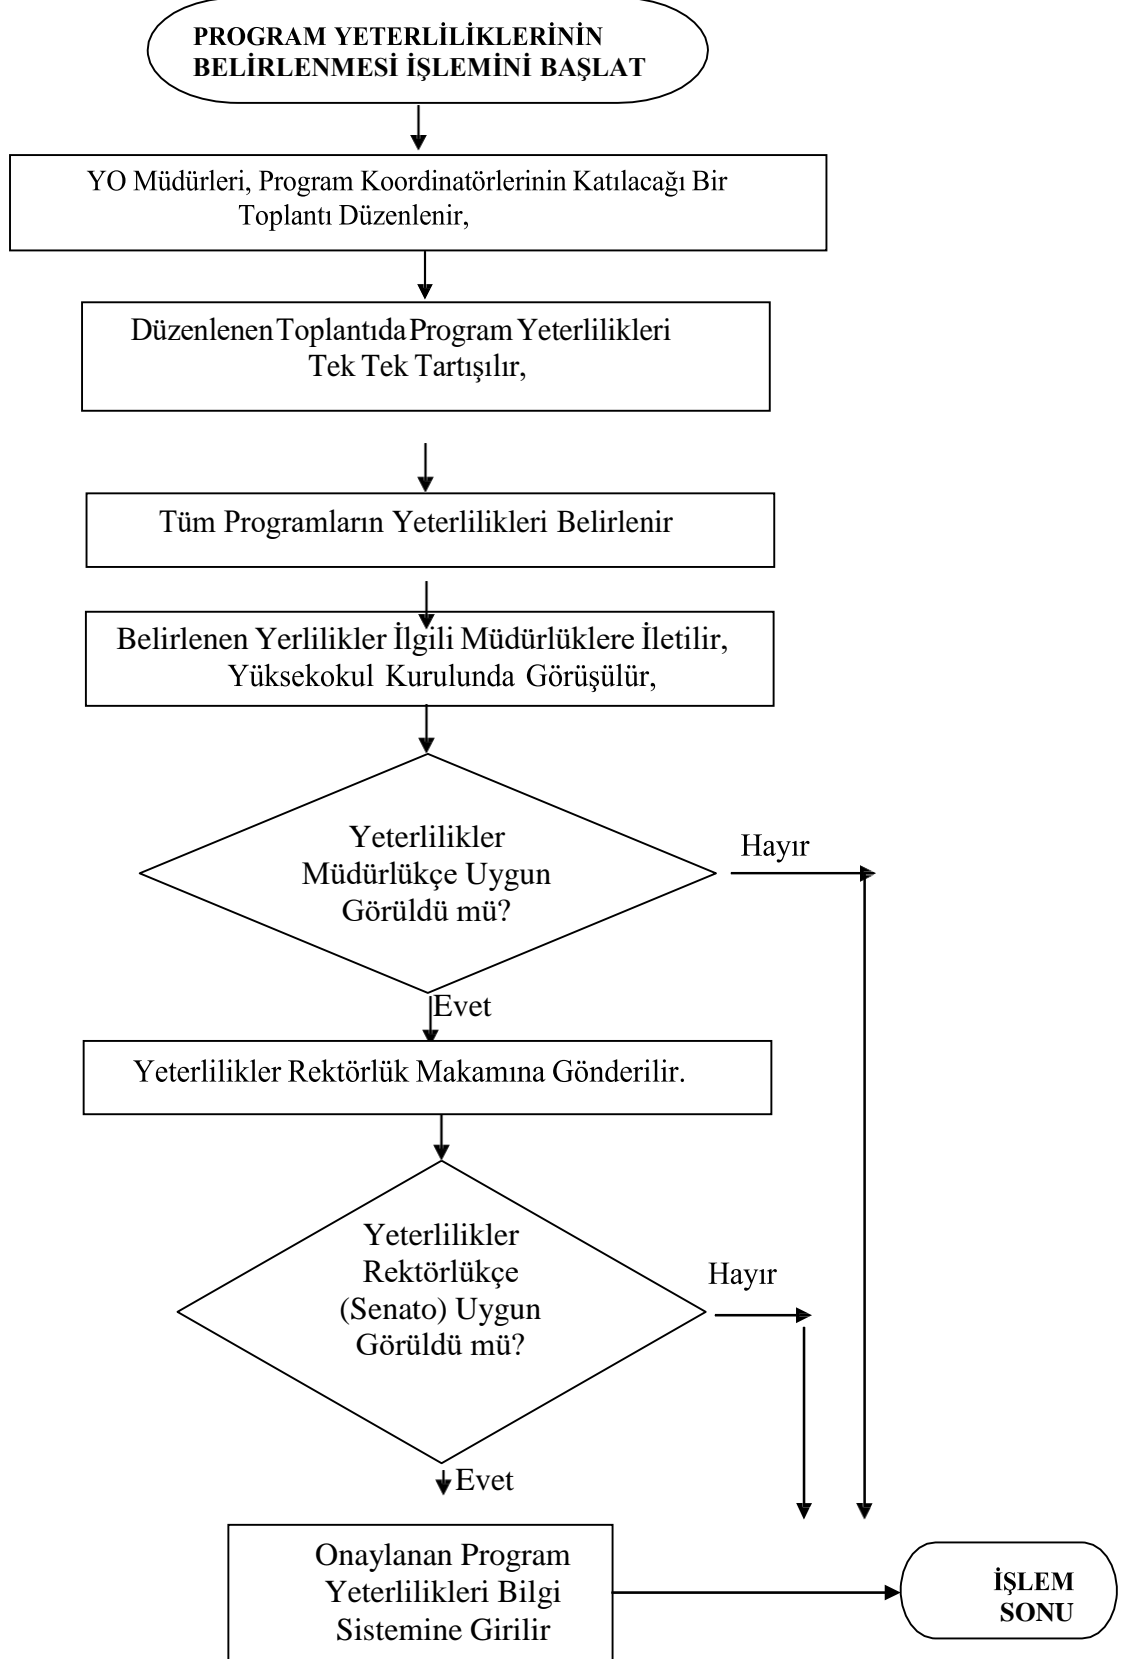 PROGRAM YETERLİLİKLERİNİN
BELİRLENMESİ İŞLEMİNİ BAŞLAT
YO Müdürleri, Program Koordinatörlerinin Katılacağı Bir
Toplantı Düzenlenir,
Düzenlenen Toplantıda Program Yeterlilikleri
Tek Tek Tartışılır,
Tüm Programların Yeterlilikleri Belirlenir
Belirlenen Yerlilikler İlgili Müdürlüklere İletilir,
Yüksekokul Kurulunda Görüşülür,
Yeterlilikler
Müdürlükçe Uygun
Görüldü mü?
Hayır
Evet
Yeterlilikler Rektörlük Makamına Gönderilir.
Yeterlilikler
Rektörlükçe
(Senato) Uygun
Görüldü mü?
Hayır
Evet
Onaylanan Program
Yeterlilikleri Bilgi
Sistemine Girilir
İŞLEM
SONU